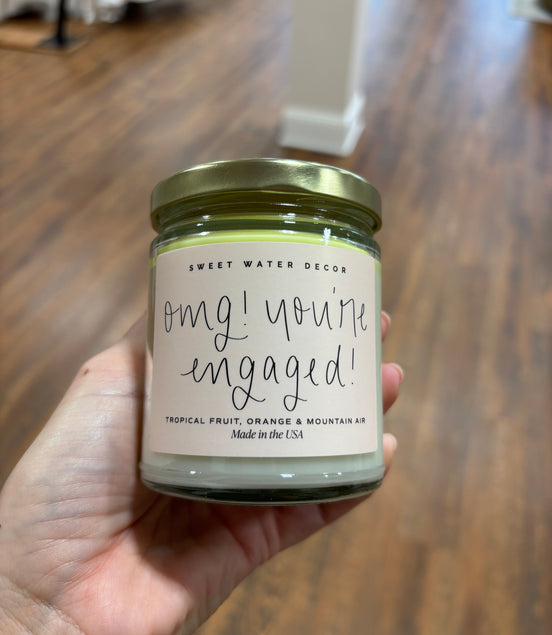 SWEET WATER DECOR
omg! you're
engaged!
TROPICAL FRUIT, ORANGE & MOUNTAIN AIR
Made in the USA